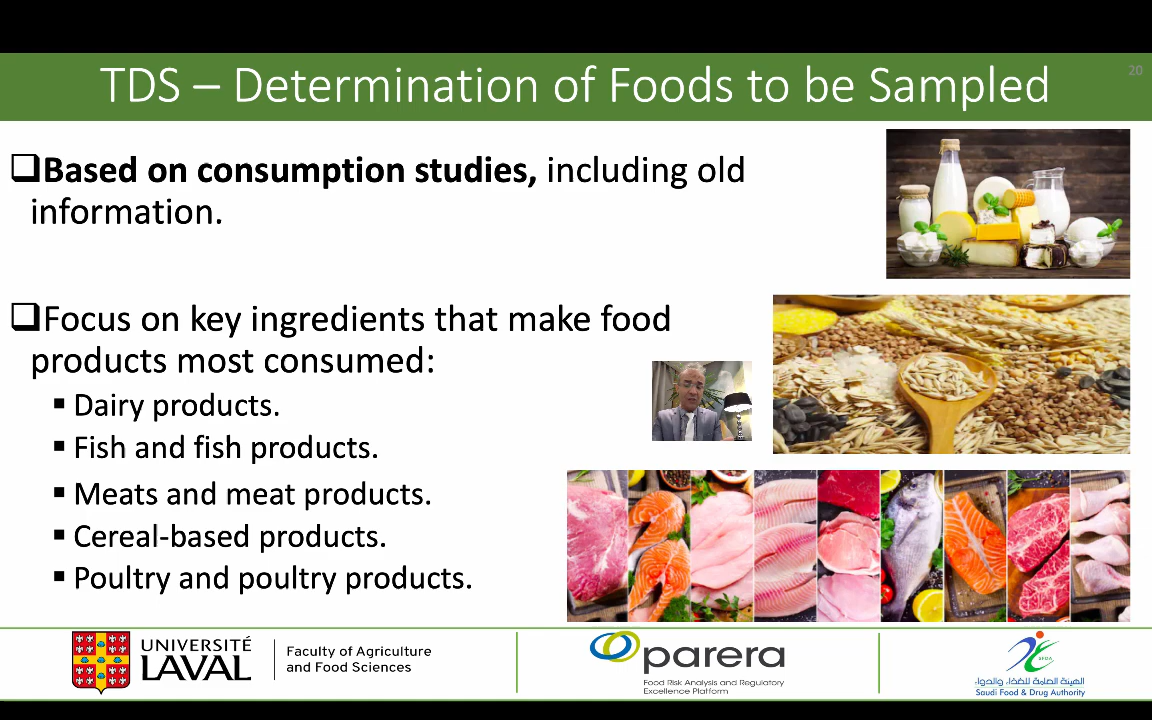 TDS – Determination of Foods to be Sampled
20
Based on consumption studies, including old
information.
Focus on key ingredients that make food
products most consumed:
Dairy products.
Fish and fish products.
Meats and meat products.
Cereal-based products.
Poultry and poultry products.
UNIVERSITÉ
LAVAL
Faculty of Agriculture
and Food Sciences
parera
Food Risk Analysis and Regulatory
Excellence Platform
SFDA
الهيئة العامة للغذاء والدواء
Saudi Food & Drug Authority